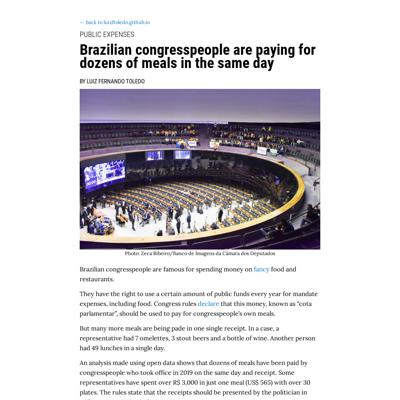 ← back to luizftoledo.github.io
PUBLIC EXPENSES
Brazilian congresspeople are paying for
dozens of meals in the same day
BY LUIZ FERNANDO TOLEDO
Photo: Zeca Ribeiro/Banco de Imagens da Câmara dos Deputados
Brazilian congresspeople are famous for spending money on fancy food and
restaurants.
They have the right to use a certain amount of public funds every year for mandate
expenses, including food. Congress rules declare that this money, known as "cota
parlamentar", should be used to pay for congresspeople's own meals.
But many more meals are being pade in one single receipt. In a case, a
representative had 7 omelettes, 3 stout beers and a bottle of wine. Another person
had 49 lunches in a single day.
An analysis made using open data shows that dozens of meals have been paid by
congresspeople who took office in 2019 on the same day and receipt. Some
representatives have spent over R$ 3,000 in just one meal (US$ 565) with over 30
plates. The rules state that the receipts should be presented by the politician in